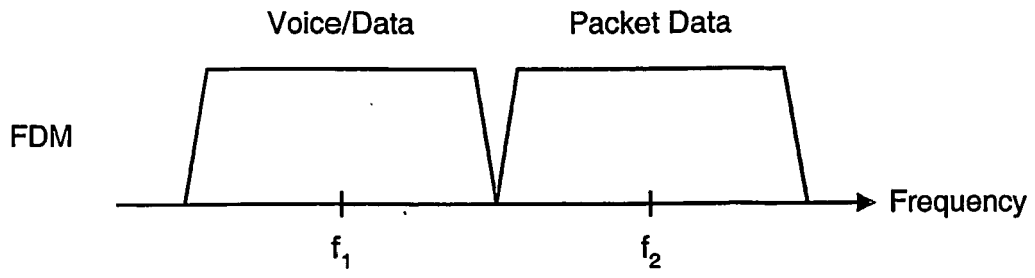 Voice/Data
Packet Data
FDM
Frequency
f₁
f₂